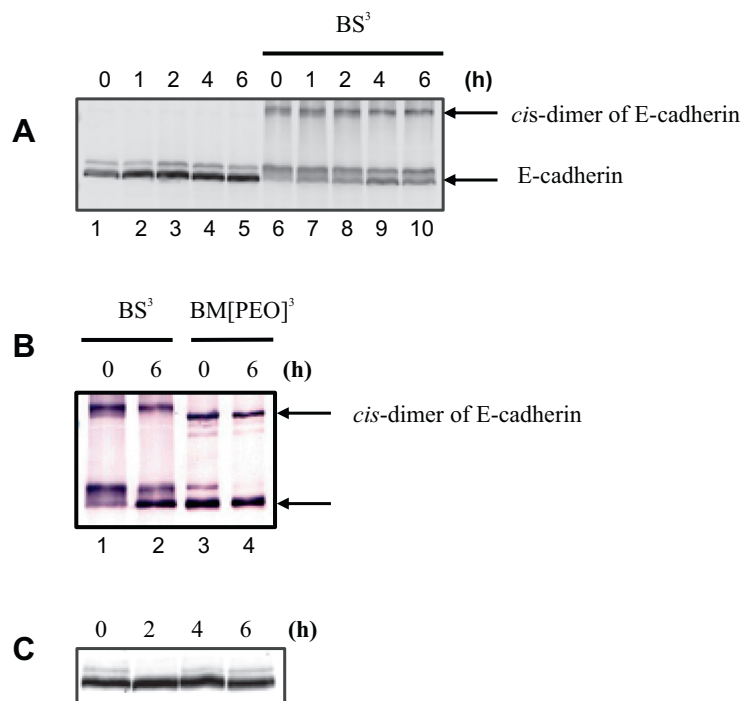 BS³
0 1 2 4 6 0 1 2 4 6 (h)
A
cis-dimer of E-cadherin
E-cadherin
1 2 3 4 5 6 7 8 9 10
BS³ BM[PEO]³
B
0 6 0 6 (h)
cis-dimer of E-cadherin
1 2 3 4
0 2 4 6 (h)
C